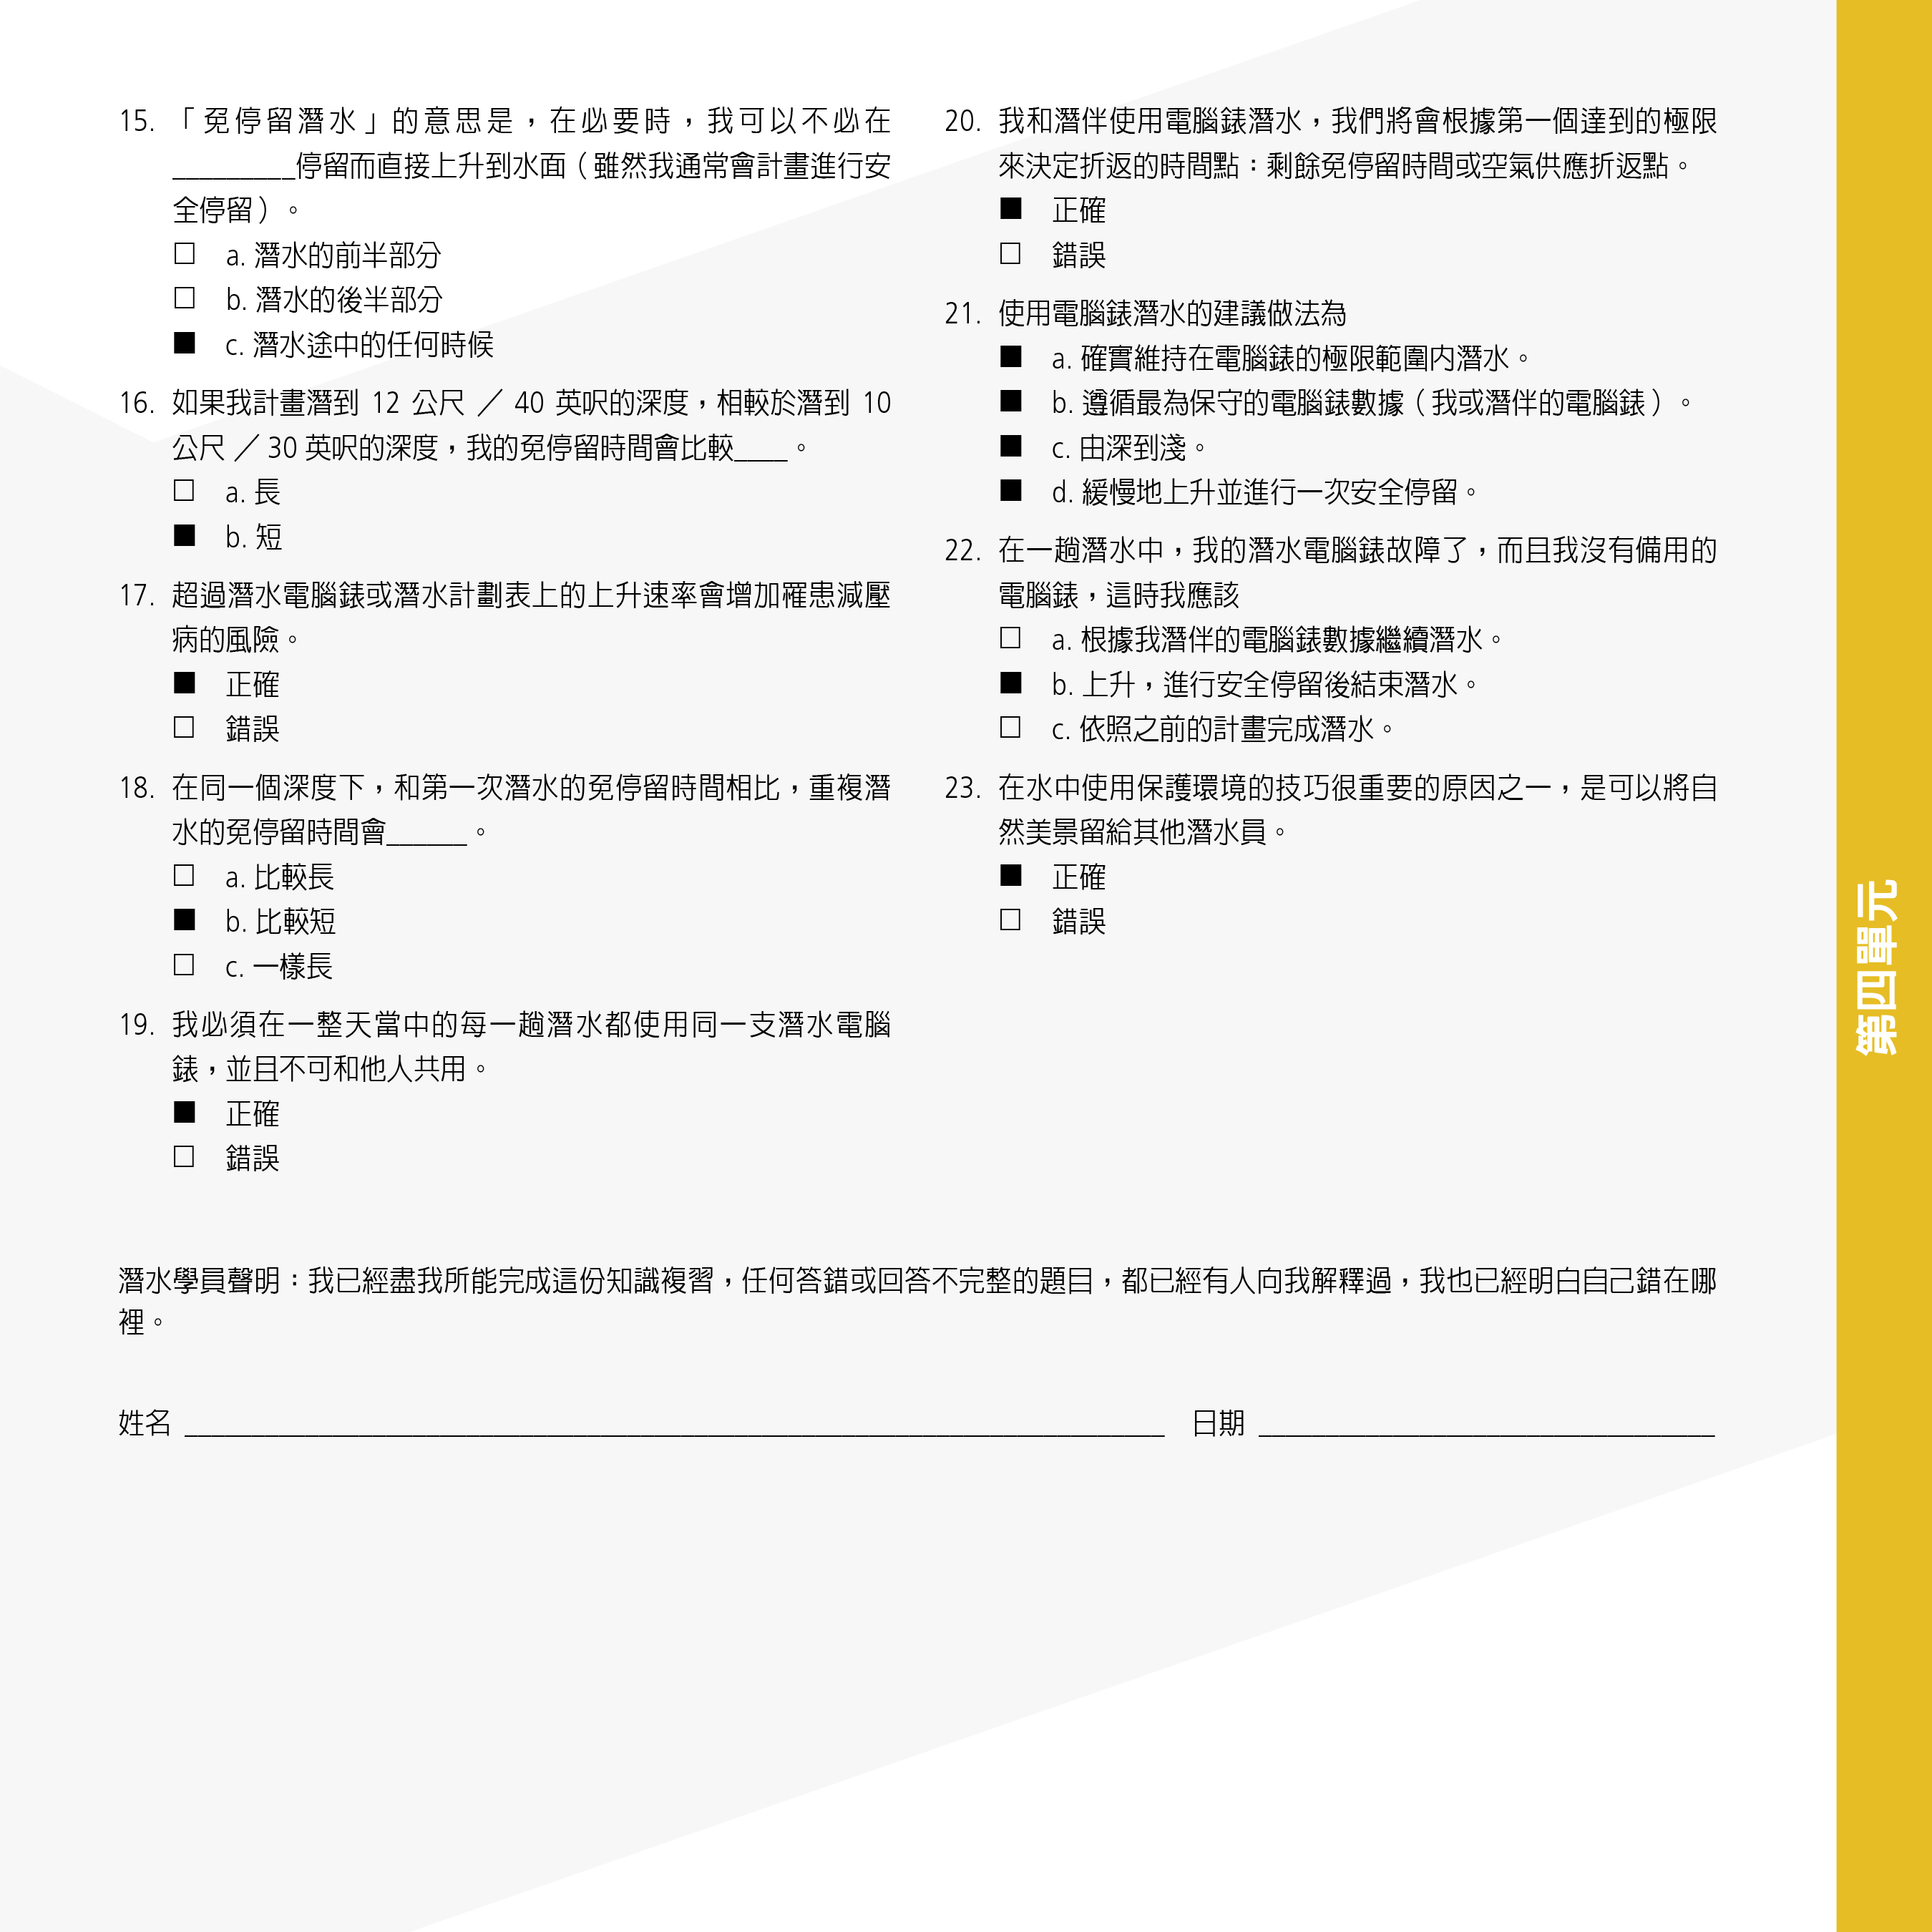 15. 「免停留潛水」的意思是，在必要時，我可以不必在
_________停留而直接上升到水面（雖然我通常會計畫進行安
全停留）。
□ a. 潛水的前半部分
□ b. 潛水的後半部分
■ c. 潛水途中的任何時候
16. 如果我計畫潛到 12 公尺 ／ 40 英呎的深度，相較於潛到 10
公尺 ／ 30 英呎的深度，我的免停留時間會比較____。
□ a. 長
■ b. 短
17. 超過潛水電腦錶或潛水計劃表上的上升速率會增加罹患減壓
病的風險。
■ 正確
□ 錯誤
18. 在同一個深度下，和第一次潛水的免停留時間相比，重複潛
水的免停留時間會______。
□ a. 比較長
■ b. 比較短
□ c. 一樣長
19. 我必須在一整天當中的每一趟潛水都使用同一支潛水電腦
錶，並且不可和他人共用。
■ 正確
□ 錯誤
20. 我和潛伴使用電腦錶潛水，我們將會根據第一個達到的極限
來決定折返的時間點：剩餘免停留時間或空氣供應折返點。
■ 正確
□ 錯誤
21. 使用電腦錶潛水的建議做法為
■ a. 確實維持在電腦錶的極限範圍內潛水。
■ b. 遵循最為保守的電腦錶數據（我或潛伴的電腦錶）。
■ c. 由深到淺。
■ d. 緩慢地上升並進行一次安全停留。
22. 在一趟潛水中，我的潛水電腦錶故障了，而且我沒有備用的
電腦錶，這時我應該
□ a. 根據我潛伴的電腦錶數據繼續潛水。
■ b. 上升，進行安全停留後結束潛水。
□ c. 依照之前的計畫完成潛水。
23. 在水中使用保護環境的技巧很重要的原因之一，是可以將自
然美景留給其他潛水員。
■ 正確
□ 錯誤
潛水學員聲明：我已經盡我所能完成這份知識複習，任何答錯或回答不完整的題目，都已經有人向我解釋過，我也已經明白自己錯在哪
裡。
姓名 ____________________ 日期 ____________________
第四單元